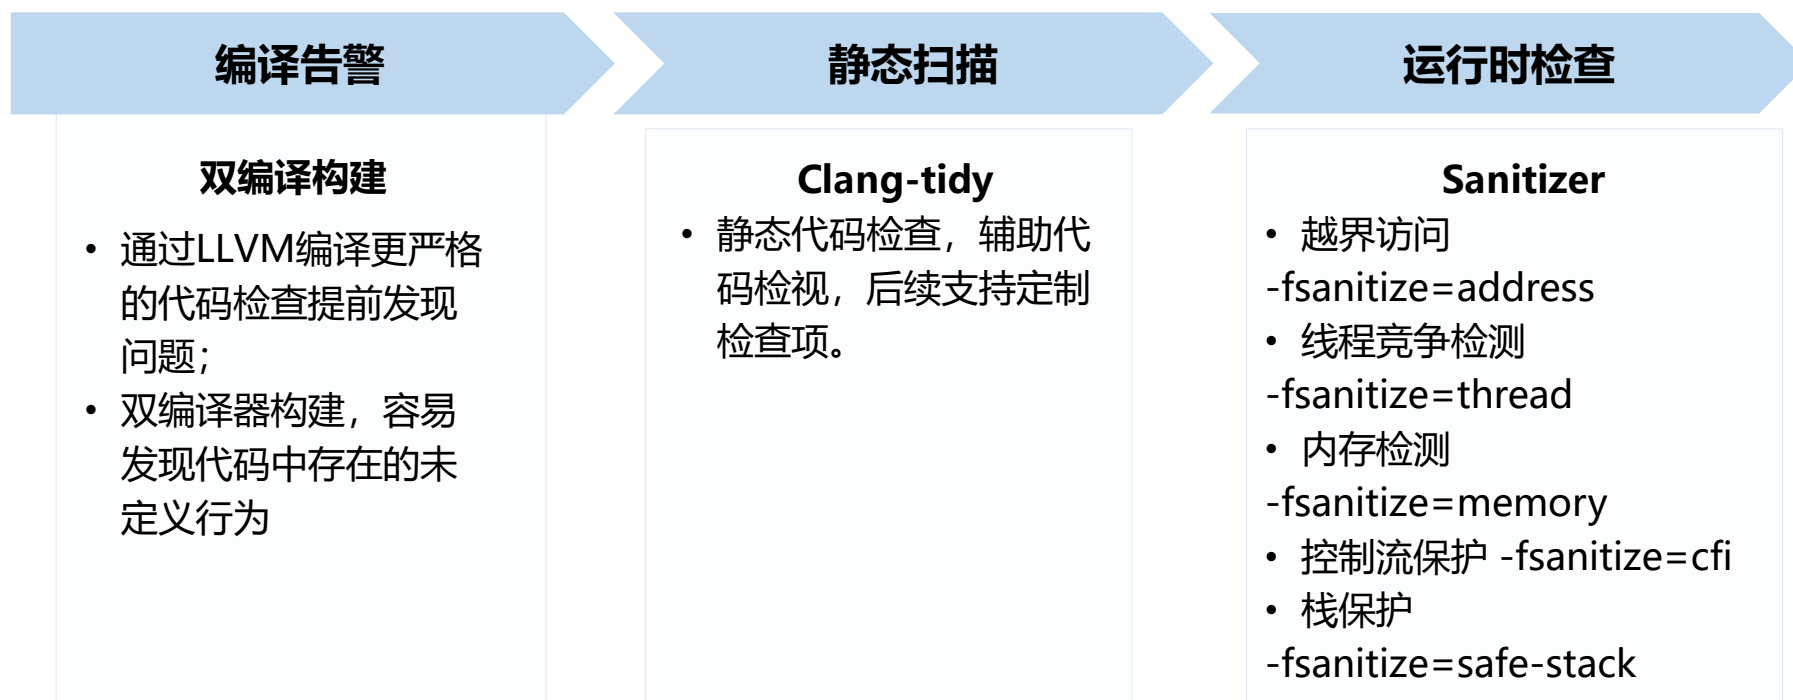 编译告警
静态扫描
运行时检查
双编译构建
• 通过LLVM编译更严格
的代码检查提前发现
问题；
• 双编译器构建，容易
发现代码中存在的未
定义行为
Clang-tidy
• 静态代码检查，辅助代
码检视，后续支持定制
检查项。
Sanitizer
• 越界访问
-fsanitize=address
• 线程竞争检测
-fsanitize=thread
• 内存检测
-fsanitize=memory
• 控制流保护 -fsanitize=cfi
• 栈保护
-fsanitize=safe-stack